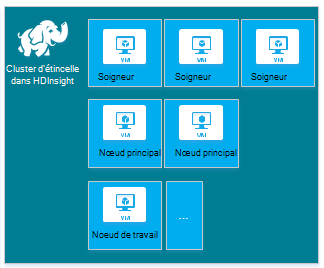 Cluster d'étincelle
dans HDInsight
VM
VM
VM
Soigneur
Soigneur
Soigneur
VM
VM
Nœud principal
Nœud principal
VM
Noeud de travail
...